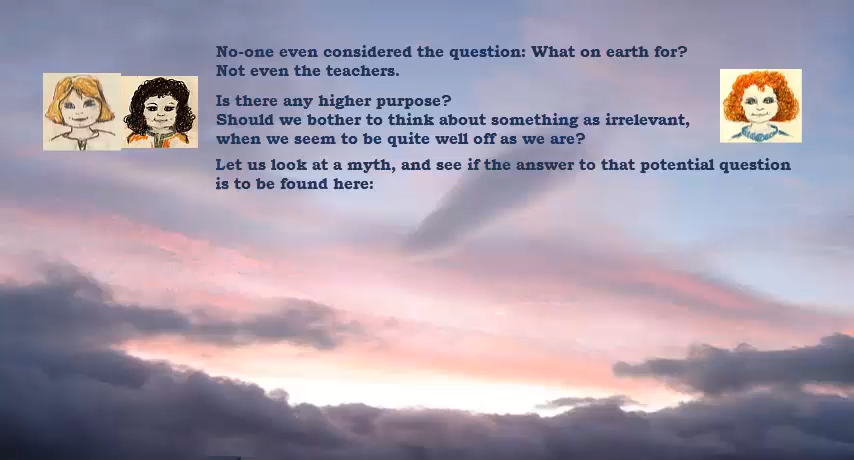 No-one even considered the question: What on earth for?
Not even the teachers.
Is there any higher purpose?
Should we bother to think about something as irrelevant,
when we seem to be quite well off as we are?
Let us look at a myth, and see if the answer to that potential question
is to be found here: